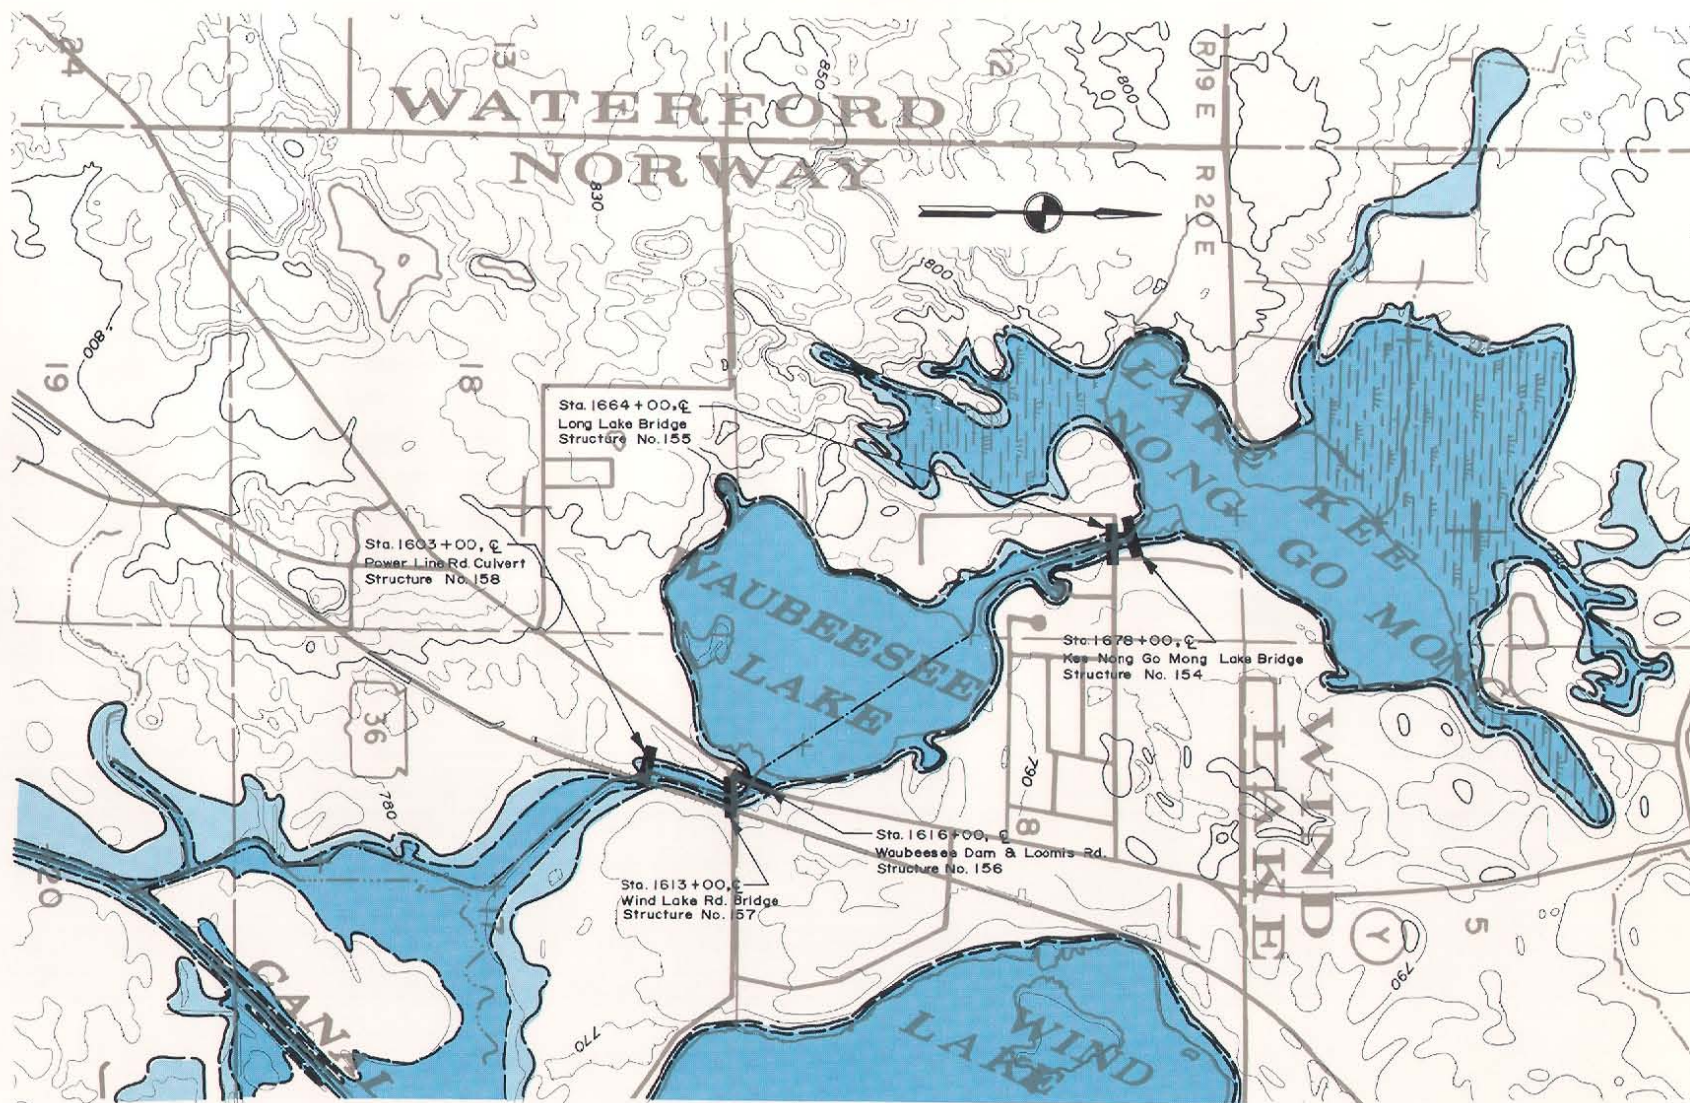 24
13
12
850
800
R 19 E
WATERFORD
NORWAY
R 20 E
830
800
800
19
18
Sta. 1664+00, ℄
Long Lake Bridge
Structure No. 155
LAKE
NONG
KEE
GO MONG
Sta. 1603+00, ℄
Power Line Rd. Culvert
Structure No. 158
WAUBEESEE
LAKE
Sta. 1678+00, ℄
Kee Nong Go Mong Lake Bridge
Structure No. 154
36
780
790
8
WIND
LAKE
Sta. 1616+00, ℄
Waubeesee Dam & Loomis Rd.
Structure No. 156
Sta. 1613+00, ℄
Wind Lake Rd. Bridge
Structure No. 157
20
17
Y
5
790
CANAL
770
WIND
LAKE